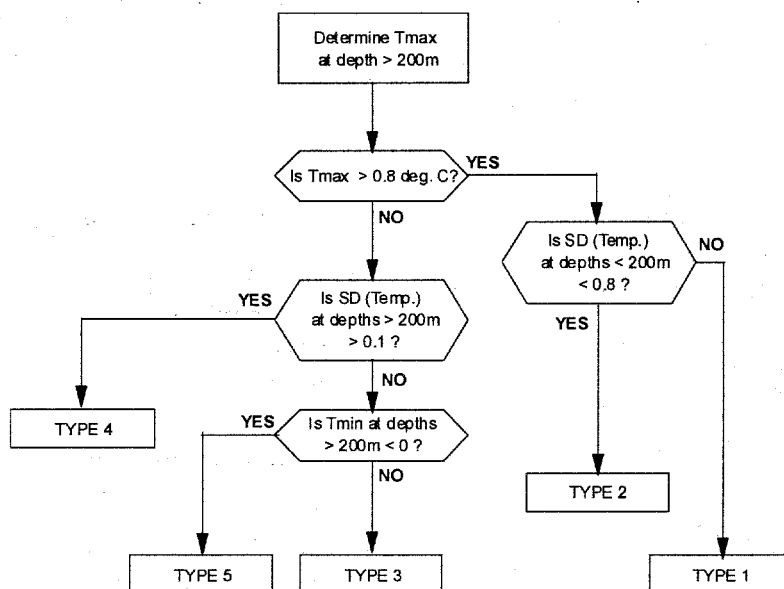 Determine Tmax
at depth > 200m
Is Tmax > 0.8 deg. C?
YES
NO
Is SD (Temp.)
at depths < 200m
< 0.8 ?
NO
YES
Is SD (Temp.)
at depths > 200m
> 0.1 ?
YES
NO
TYPE 4
Is Tmin at depths
> 200m < 0 ?
YES
NO
TYPE 2
TYPE 5
TYPE 3
TYPE 1